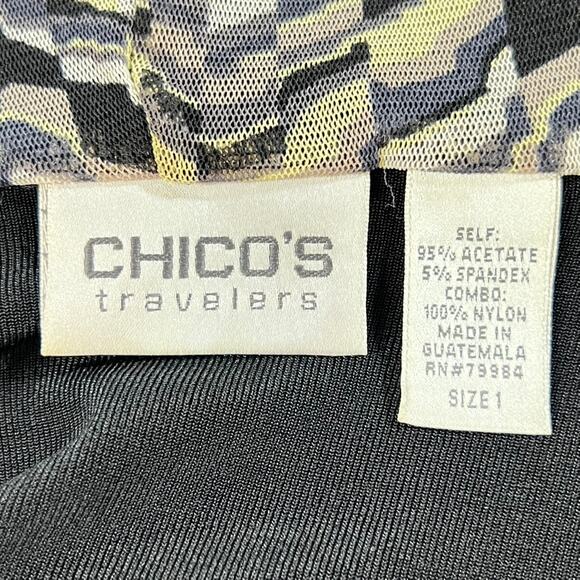 CHICO'S
travelers
SELF:
95% ACETATE
5% SPANDEX
COMBO:
100% NYLON
MADE IN
GUATEMALA
RN#79984
SIZE 1